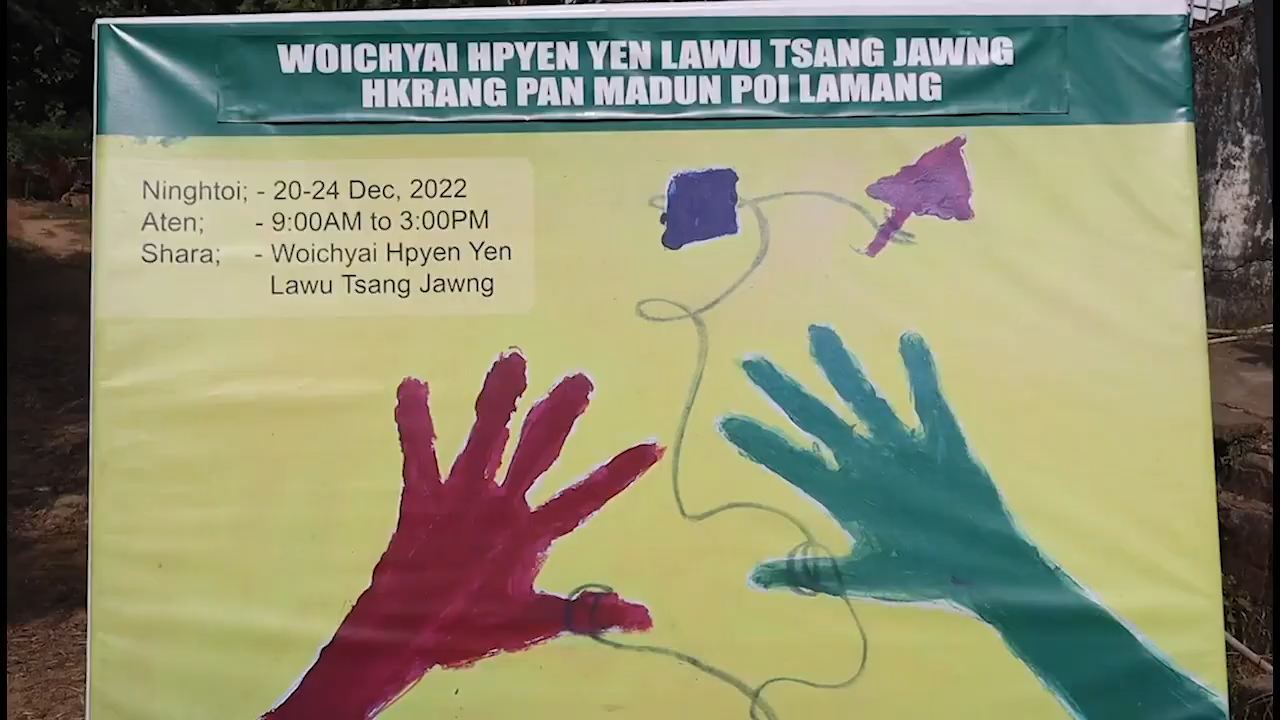 WOICHYAI HPYEN YEN LAWU TSANG JAWNG
HKRANG PAN MADUN POI LAMANG
Ninghtoi; - 20-24 Dec, 2022
Aten; - 9:00AM to 3:00PM
Shara; - Woichyai Hpyen Yen
Lawu Tsang Jawng